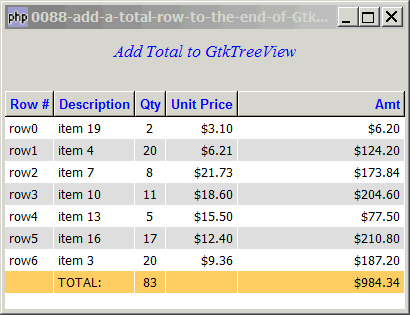 php 0088-add-a-total-row-to-the-end-of-Gtk...
Add Total to GtkTreeView
Row # Description Qty Unit Price Amt
row0 item 19 2 $3.10 $6.20
row1 item 4 20 $6.21 $124.20
row2 item 7 8 $21.73 $173.84
row3 item 10 11 $18.60 $204.60
row4 item 13 5 $15.50 $77.50
row5 item 16 17 $12.40 $210.80
row6 item 3 20 $9.36 $187.20
TOTAL: 83 $984.34